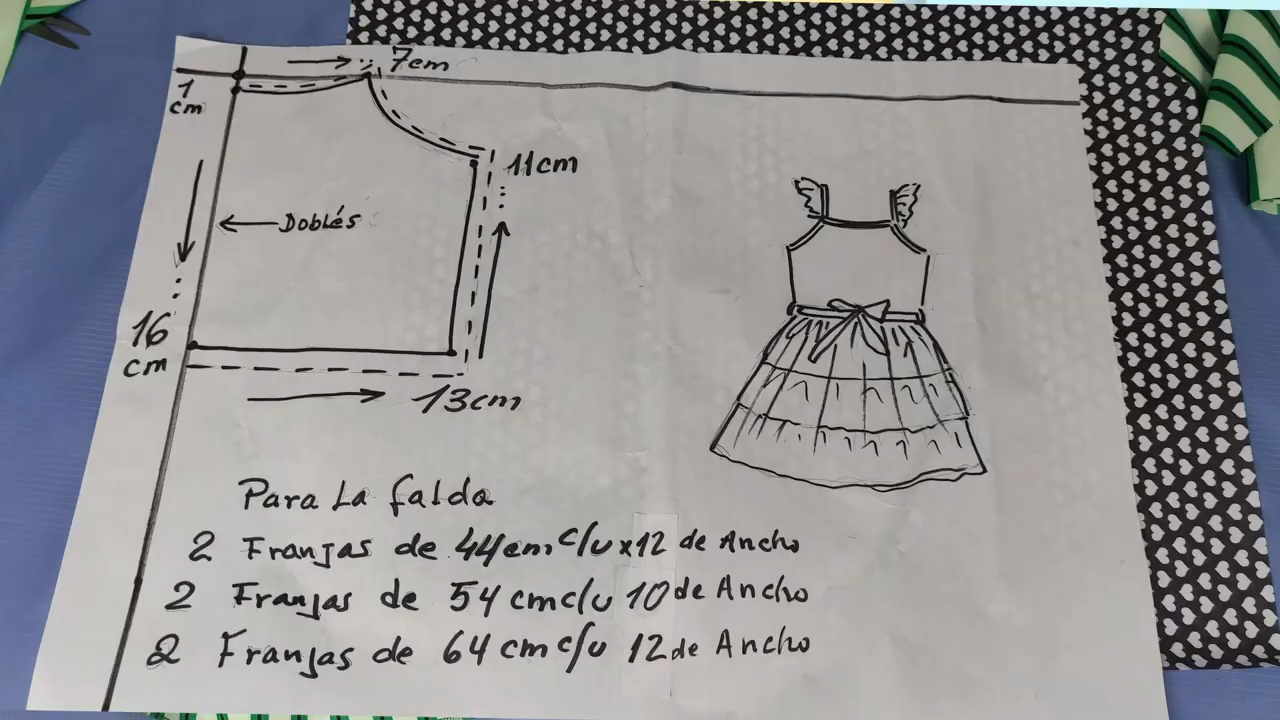 7cm
1
cm
11cm
Doblés
16
cm
13cm
Para La falda
2 Franjas de 44cm c/u x12 de Ancho
2 Franjas de 54 cm c/u 10 de Ancho
2 Franjas de 64 cm c/u 12 de Ancho